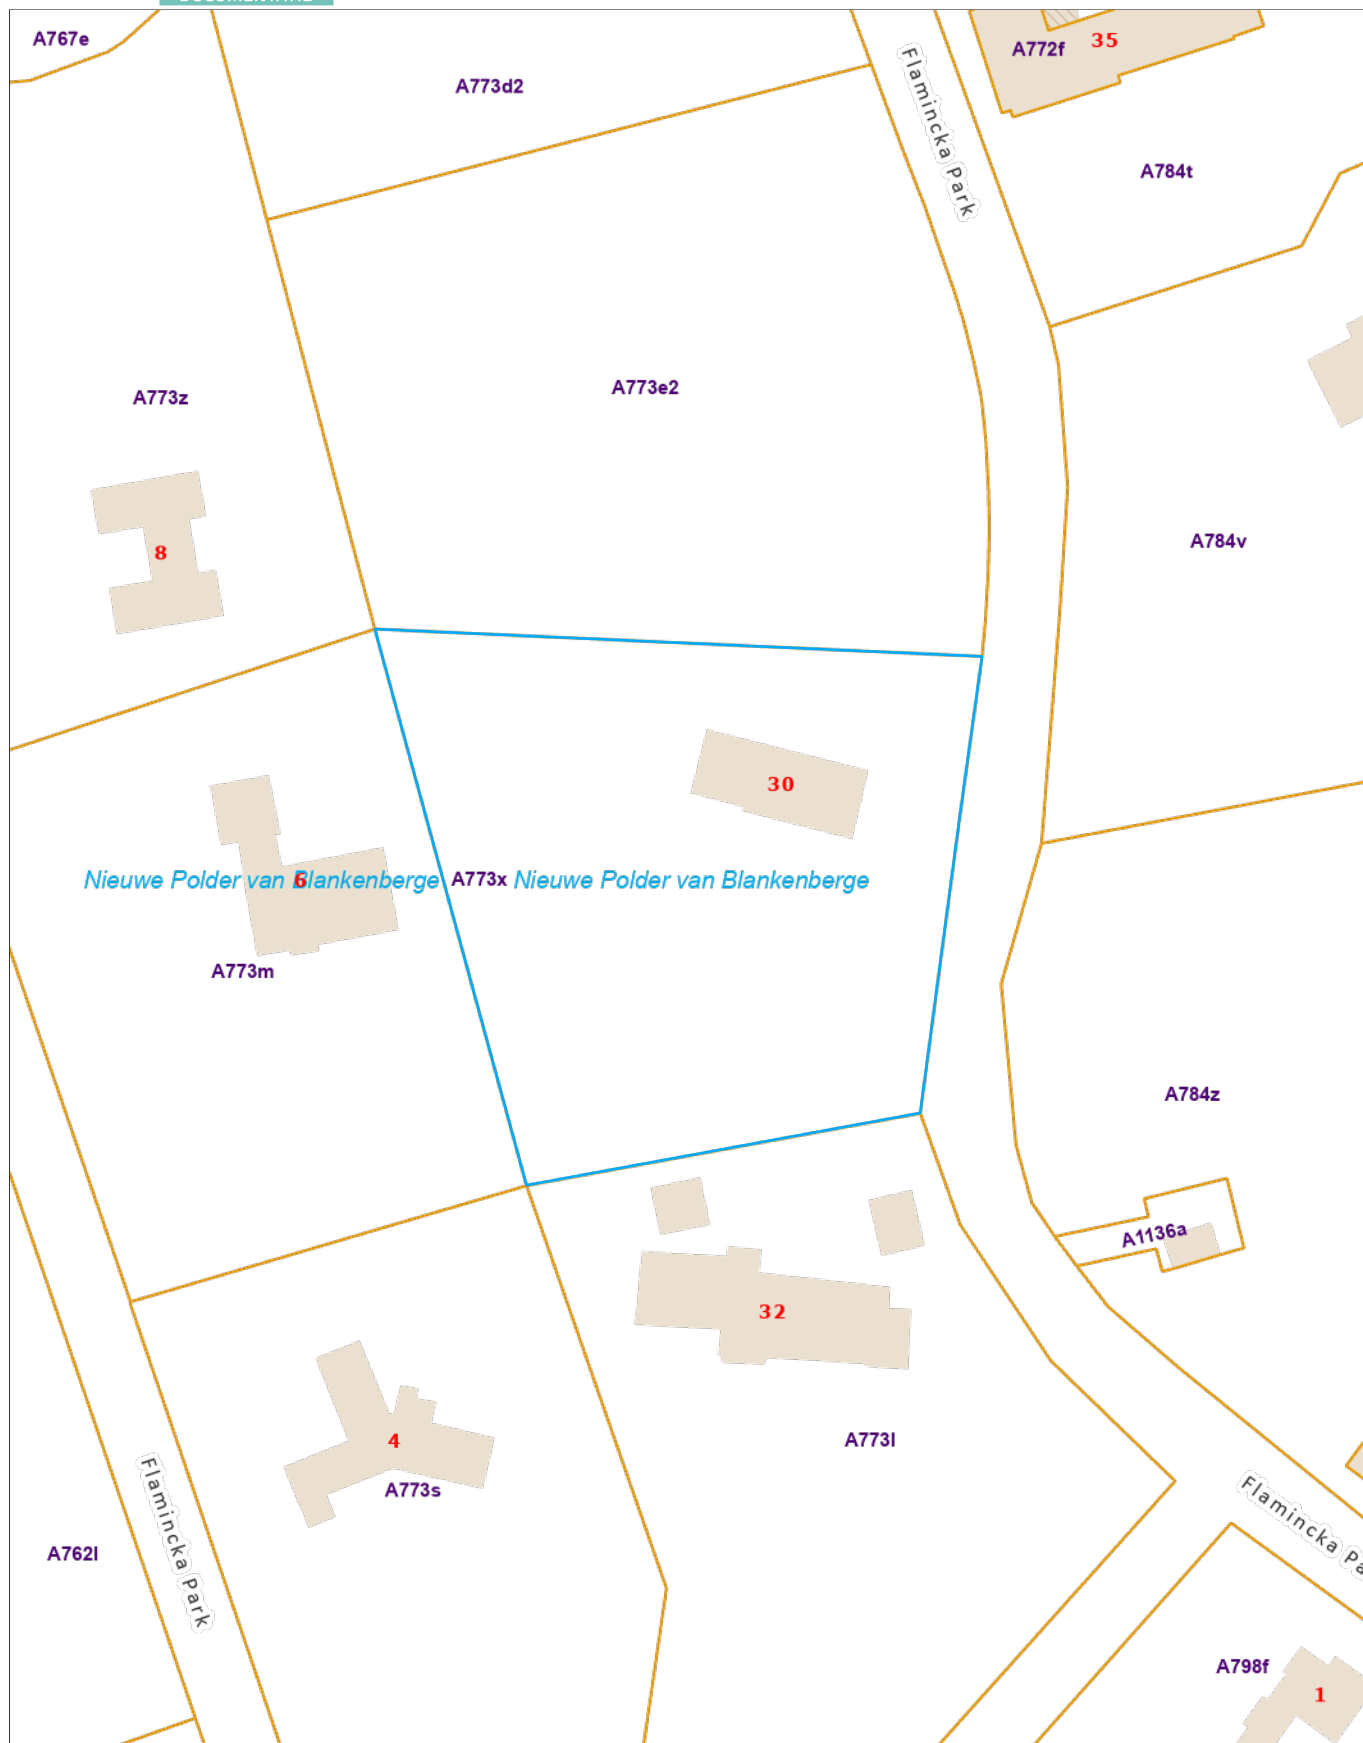 A767e
A773d2
Flamincka Park
A772f
35
A784t
A773z
A773e2
8
A784v
30
Nieuwe Polder van Blankenberge
6
A773x
Nieuwe Polder van Blankenberge
A773m
A784z
A1136a
32
4
A773l
A773s
Flamincka Park
A762l
Flamincka Pa
A798f
1